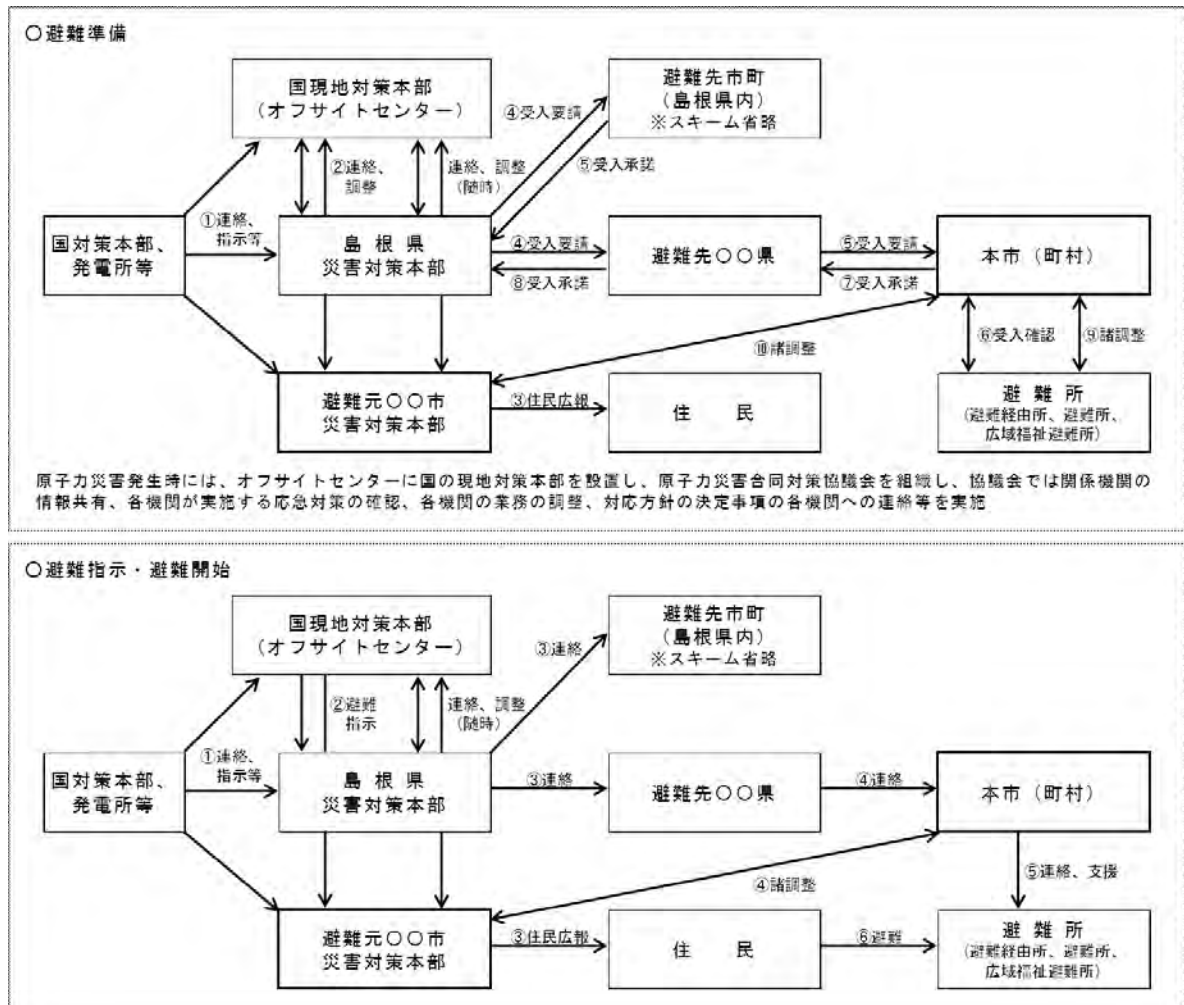 〇避難準備
国現地対策本部
(オフサイトセンター)
避難先市町
(島根県内)
※スキーム省略
④受入要請
⑤受入承諾
②連絡、
調整
連絡、調整
(随時)
①連絡、
指示等
国対策本部、
発電所等
島根県
災害対策本部
④受入要請
⑧受入承諾
避難先〇〇県
⑤受入要請
⑦受入承諾
本市(町村)
⑥受入確認
⑨諸調整
⑩諸調整
避難元〇〇市
災害対策本部
③住民広報
住民
避難所
(避難経由所、避難所、
広域福祉避難所)
原子力災害発生時には、オフサイトセンターに国の現地対策本部を設置し、原子力災害合同対策協議会を組織し、協議会では関係機関の
情報共有、各機関が実施する応急対策の確認、各機関の業務の調整、対応方針の決定事項の各機関への連絡等を実施
〇避難指示・避難開始
国現地対策本部
(オフサイトセンター)
避難先市町
(島根県内)
※スキーム省略
③連絡
②避難
指示
連絡、調整
(随時)
①連絡、
指示等
国対策本部、
発電所等
島根県
災害対策本部
③連絡
避難先〇〇県
④連絡
本市(町村)
④諸調整
⑤連絡、支援
避難元〇〇市
災害対策本部
③住民広報
住民
⑥避難
避難所
(避難経由所、避難所、
広域福祉避難所)